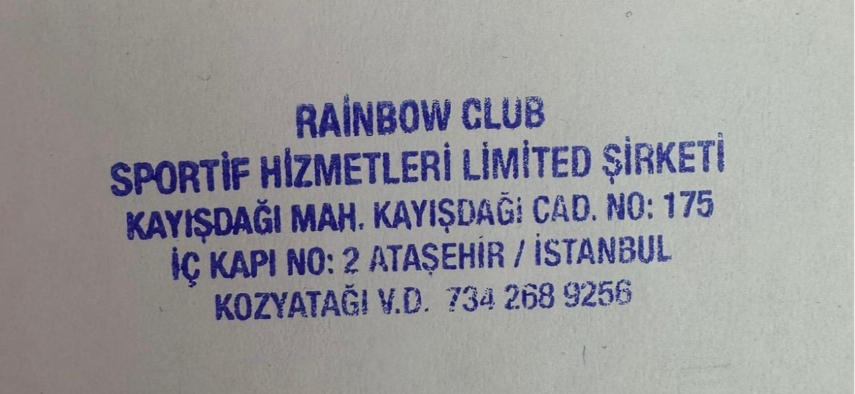 RAİNBOW CLUB
SPORTİF HİZMETLERİ LİMİTED ŞİRKETİ
KAYIŞDAĞI MAH. KAYIŞDAĞI CAD. NO: 175
İÇ KAPI NO: 2 ATAŞEHİR / İSTANBUL
KOZYATAĞI V.D. 734 268 9256